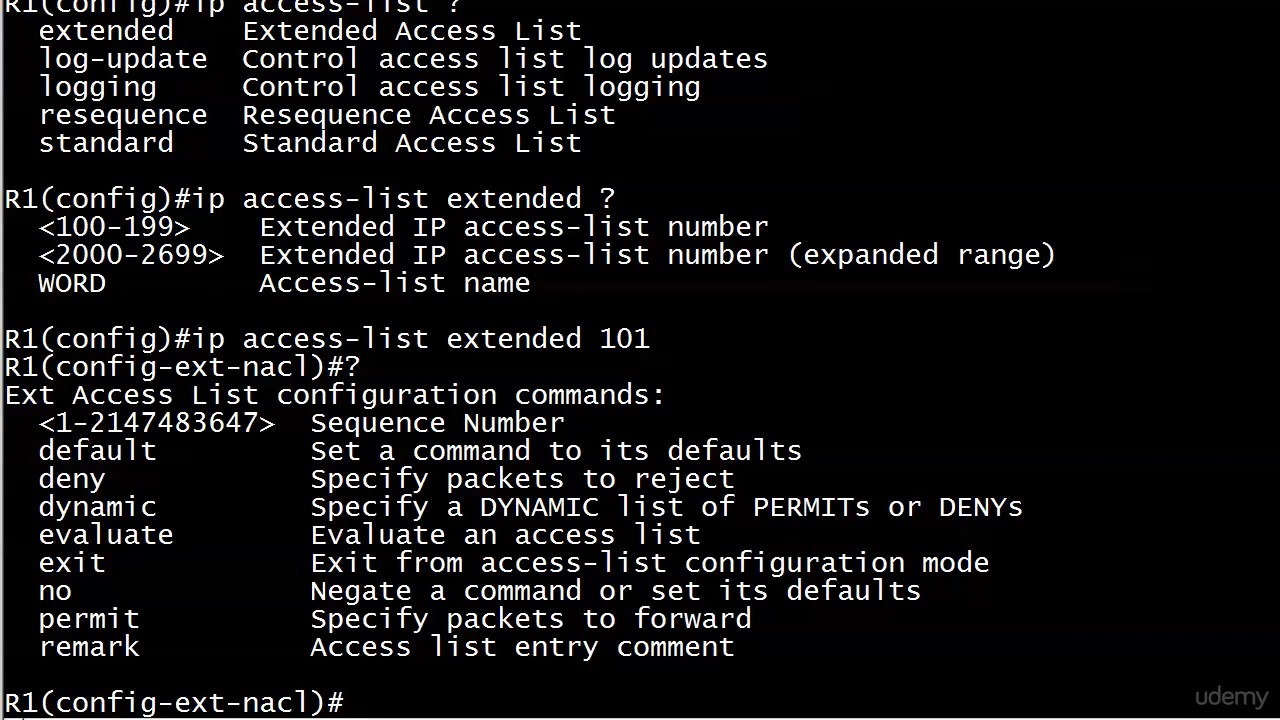 R1(config)#ip access-list ?
  extended    Extended Access List
  log-update  Control access list log updates
  logging     Control access list logging
  resequence  Resequence Access List
  standard    Standard Access List
R1(config)#ip access-list extended ?
  <100-199>    Extended IP access-list number
  <2000-2699>  Extended IP access-list number (expanded range)
  WORD         Access-list name
R1(config)#ip access-list extended 101
R1(config-ext-nacl)#?
Ext Access List configuration commands:
  <1-2147483647>  Sequence Number
  default         Set a command to its defaults
  deny            Specify packets to reject
  dynamic         Specify a DYNAMIC list of PERMITs or DENYs
  evaluate        Evaluate an access list
  exit            Exit from access-list configuration mode
  no              Negate a command or set its defaults
  permit          Specify packets to forward
  remark          Access list entry comment
R1(config-ext-nacl)#
udemy